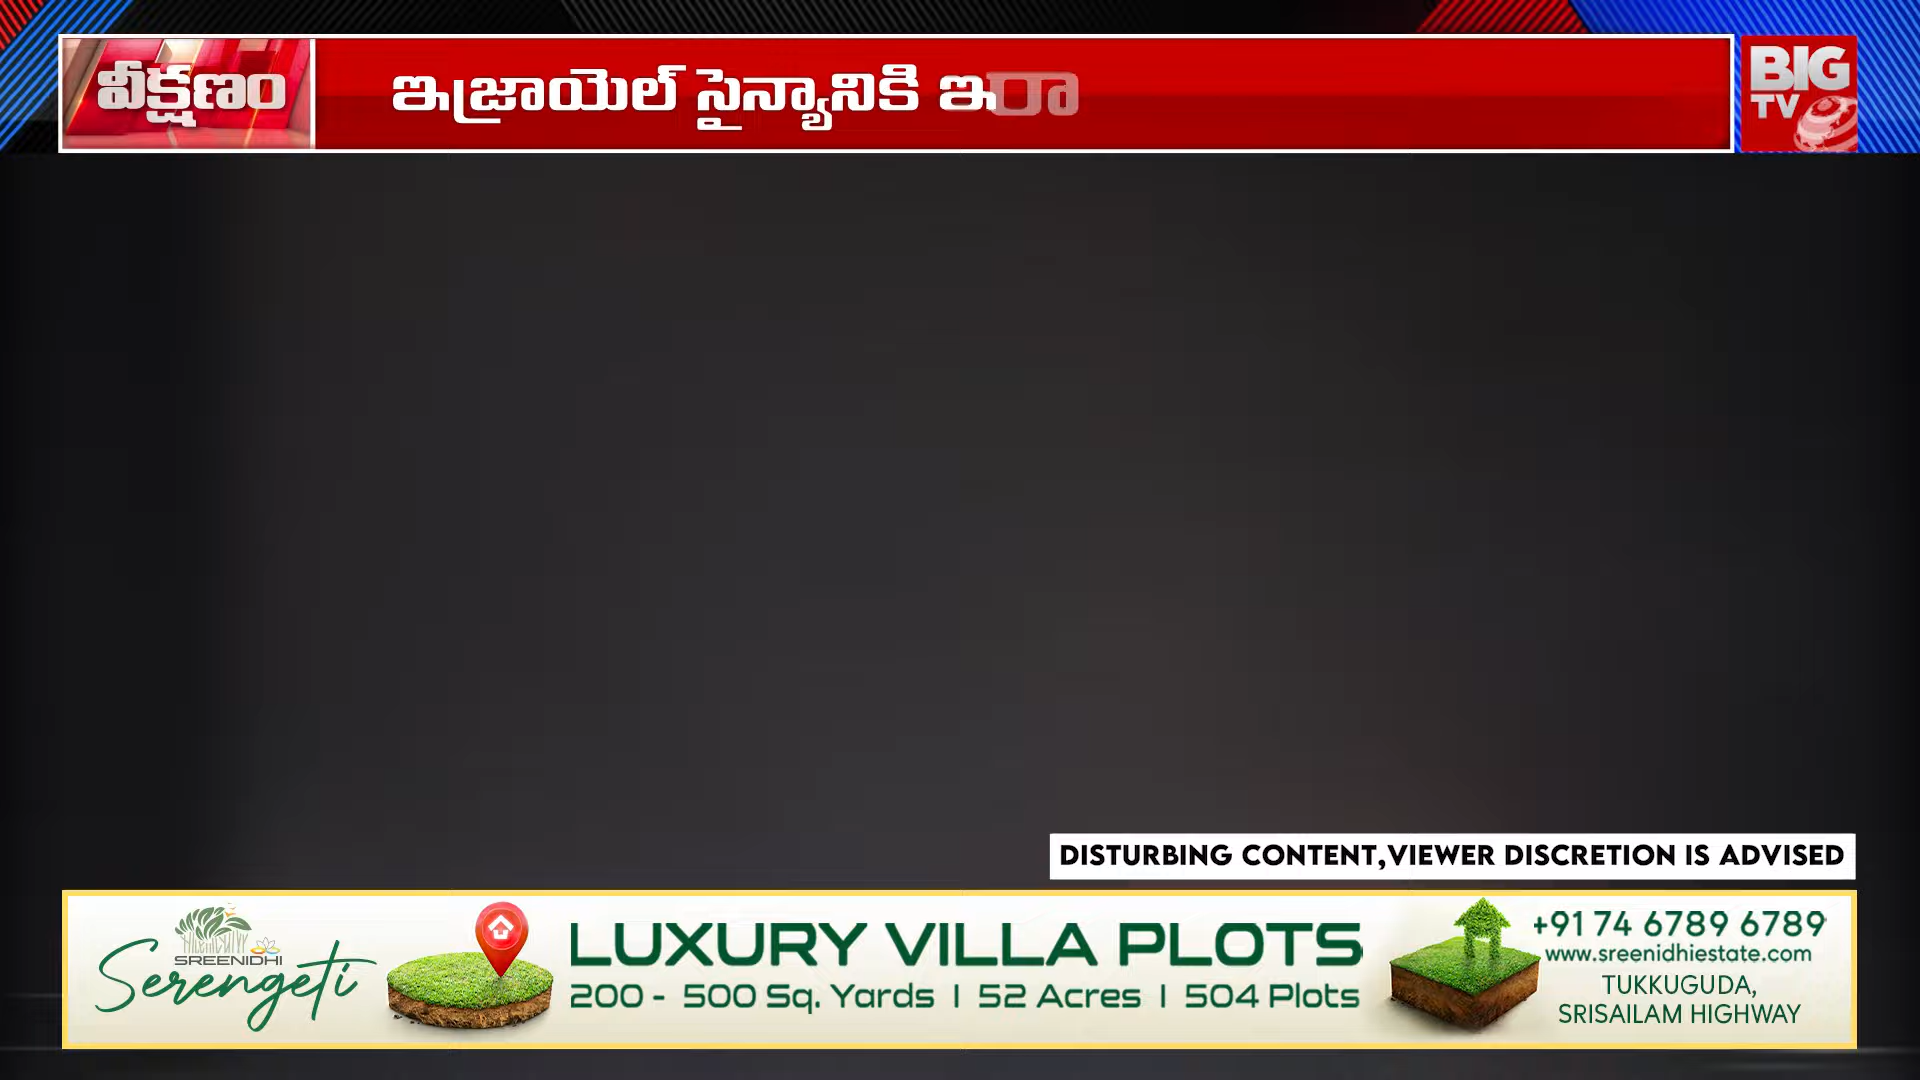 వీక్షణం
ఇజ్రాయెల్ సైన్యానికి ఇరా
BIG
TV
DISTURBING CONTENT,VIEWER DISCRETION IS ADVISED
SREENIDHI
Serengeti
LUXURY VILLA PLOTS
200 - 500 Sq. Yards | 52 Acres | 504 Plots
+91 74 6789 6789
www.sreenidhiestate.com
TUKKUGUDA,
SRISAILAM HIGHWAY